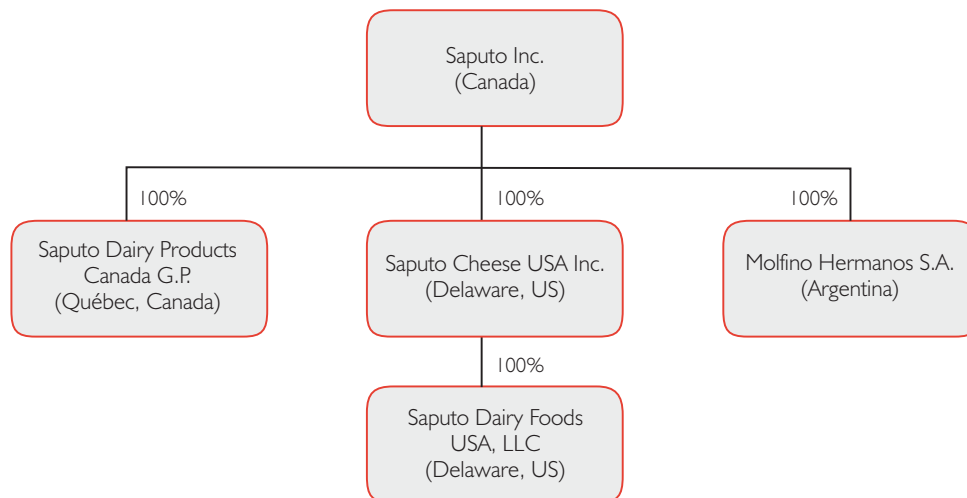 Saputo Inc.
(Canada)
100%
100%
100%
Saputo Dairy Products
Canada G.P.
(Québec, Canada)
Saputo Cheese USA Inc.
(Delaware, US)
Molfino Hermanos S.A.
(Argentina)
100%
Saputo Dairy Foods
USA, LLC
(Delaware, US)